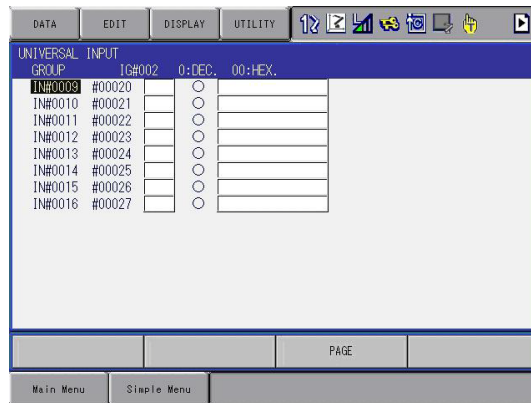 DATA EDIT DISPLAY UTILITY
UNIVERSAL INPUT
GROUP IG#002 0:DEC. 00:HEX.
IN#0009 #00020
IN#0010 #00021
IN#0011 #00022
IN#0012 #00023
IN#0013 #00024
IN#0014 #00025
IN#0015 #00026
IN#0016 #00027
PAGE
Main Menu Simple Menu